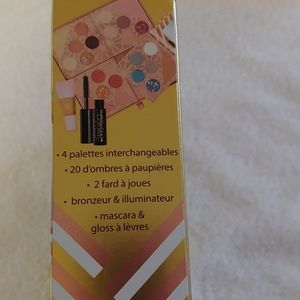 • 4 palettes interchangeables
• 20 d'ombres à paupières
• 2 fard à joues
• bronzeur & illuminateur
• mascara &
gloss à lèvres